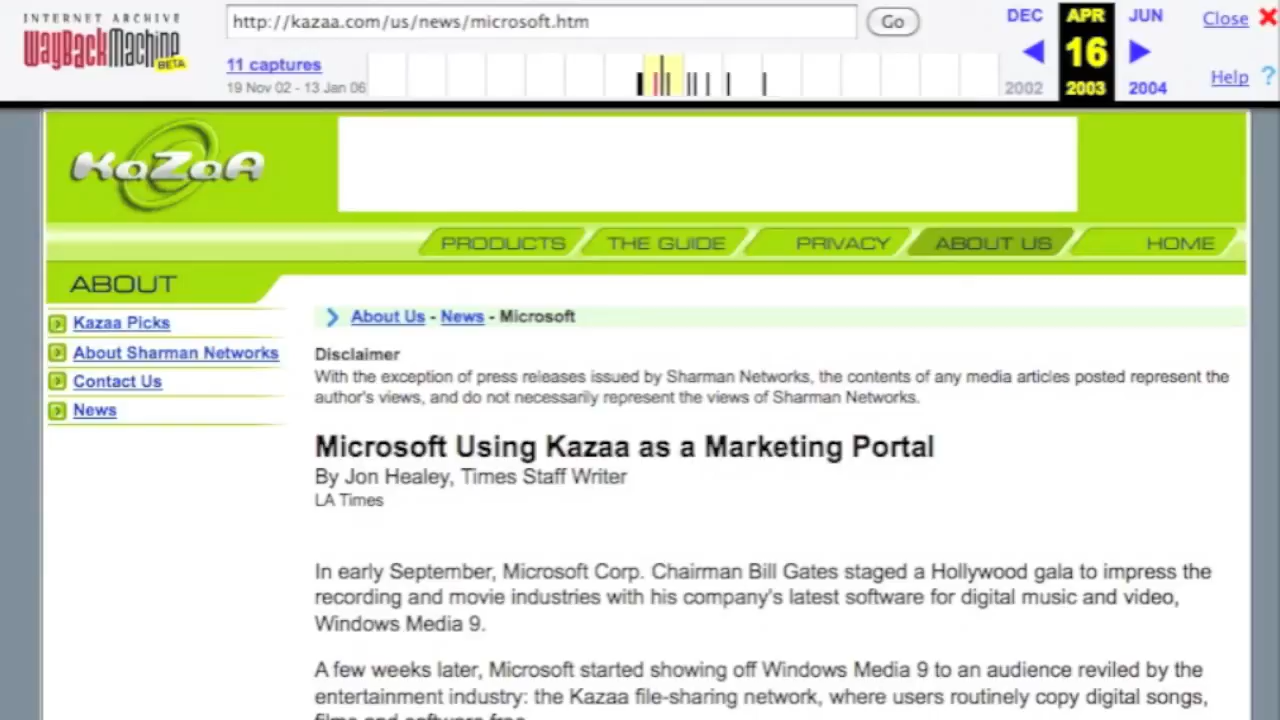 INTERNET ARCHIVE
WayBackMachine
BETA
http://kazaa.com/us/news/microsoft.htm
Go
11 captures
19 Nov 02 - 13 Jan 06
DEC APR JUN
16
2002 2003 2004
Close
Help ?
KaZaA
PRODUCTS THE GUIDE PRIVACY ABOUT US HOME
ABOUT
Kazaa Picks
About Sharman Networks
Contact Us
News
About Us - News - Microsoft
Disclaimer
With the exception of press releases issued by Sharman Networks, the contents of any media articles posted represent the
author's views, and do not necessarily represent the views of Sharman Networks.
Microsoft Using Kazaa as a Marketing Portal
By Jon Healey, Times Staff Writer
LA Times
In early September, Microsoft Corp. Chairman Bill Gates staged a Hollywood gala to impress the
recording and movie industries with his company's latest software for digital music and video,
Windows Media 9.
A few weeks later, Microsoft started showing off Windows Media 9 to an audience reviled by the
entertainment industry: the Kazaa file-sharing network, where users routinely copy digital songs,
films and software free.